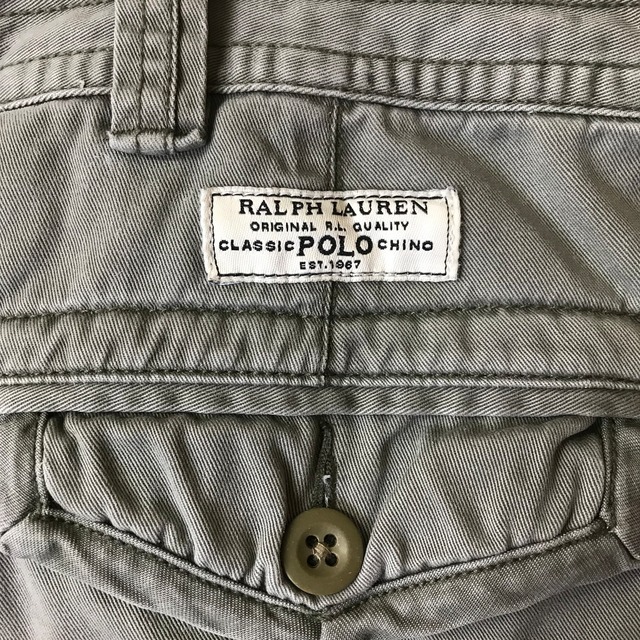 RALPH LAUREN
ORIGINAL R.L. QUALITY
CLASSIC POLO CHINO
EST. 1967